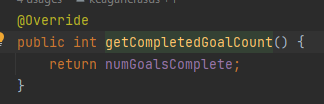 @Override
public int getCompletedGoalCount() {
    return numGoalsComplete;
}